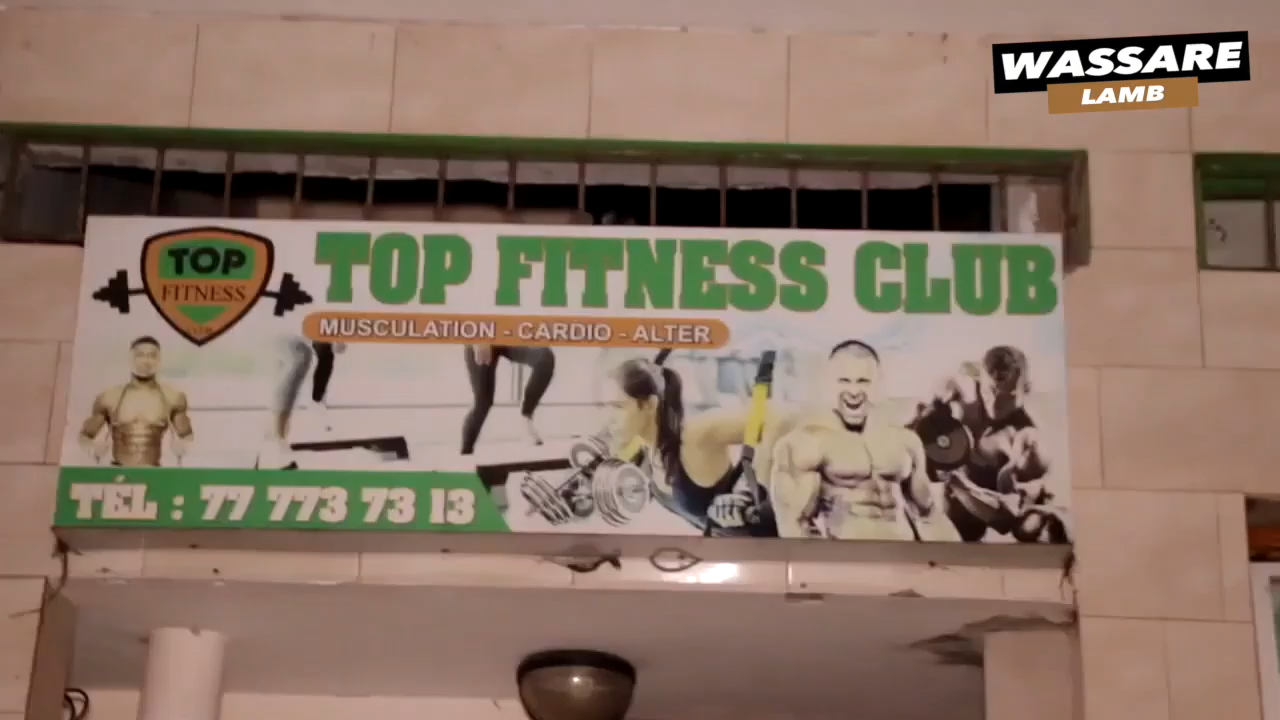 WASSARE
LAMB
TOP
FITNESS
TOP FITNESS CLUB
MUSCULATION - CARDIO - ALTER
TÉL : 77 773 73 13